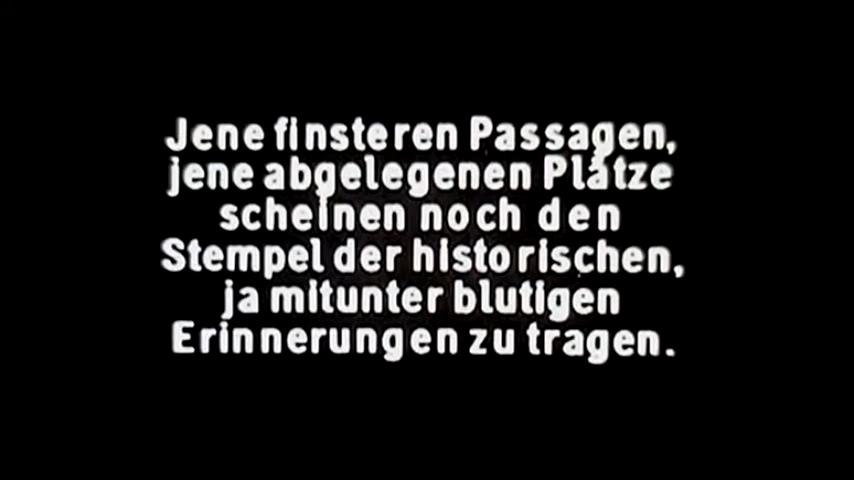 Jene finsteren Passagen,
jene abgelegenen Plätze
scheinen noch den
Stempel der historischen,
ja mitunter blutigen
Erinnerungen zu tragen.